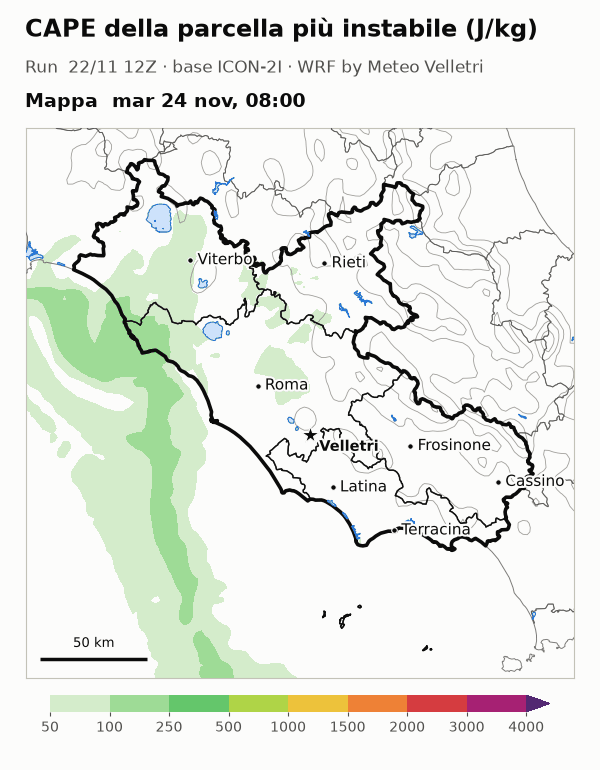 CAPE della parcella più instabile (J/kg)
Run  22/11 12Z · base ICON-2I · WRF by Meteo Velletri
Mappa  mar 24 nov, 08:00
Viterbo
Rieti
Roma
Velletri
Frosinone
Cassino
Latina
Terracina
50 km
50 100 250 500 1000 1500 2000 3000 4000